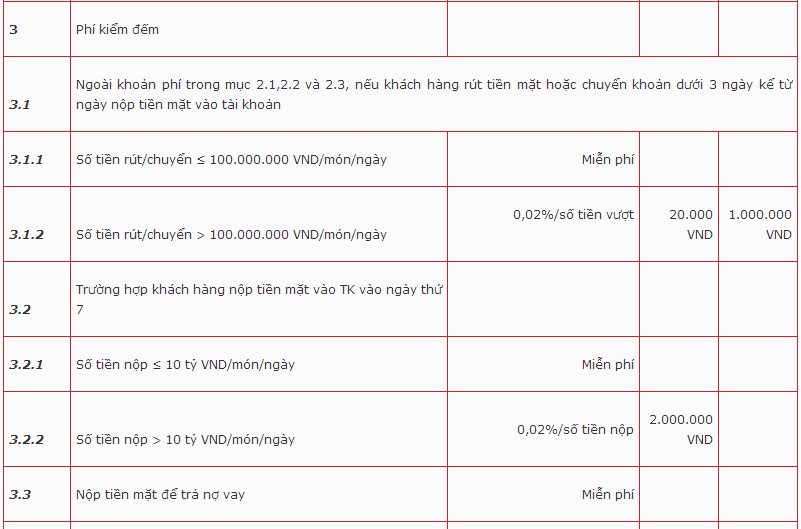 3 Phí kiểm đếm
Ngoài khoản phí trong mục 2.1,2.2 và 2.3, nếu khách hàng rút tiền mặt hoặc chuyển khoản dưới 3 ngày kể từ
3.1 ngày nộp tiền mặt vào tài khoản
3.1.1 Số tiền rút/chuyển ≤ 100.000.000 VND/món/ngày Miễn phí
0,02%/số tiền vượt 20.000 1.000.000
3.1.2 Số tiền rút/chuyển > 100.000.000 VND/món/ngày VND VND
Trường hợp khách hàng nộp tiền mặt vào TK vào ngày thứ
3.2 7
3.2.1 Số tiền nộp ≤ 10 tỷ VND/món/ngày Miễn phí
0,02%/số tiền nộp 2.000.000
3.2.2 Số tiền nộp > 10 tỷ VND/món/ngày VND
3.3 Nộp tiền mặt để trả nợ vay Miễn phí